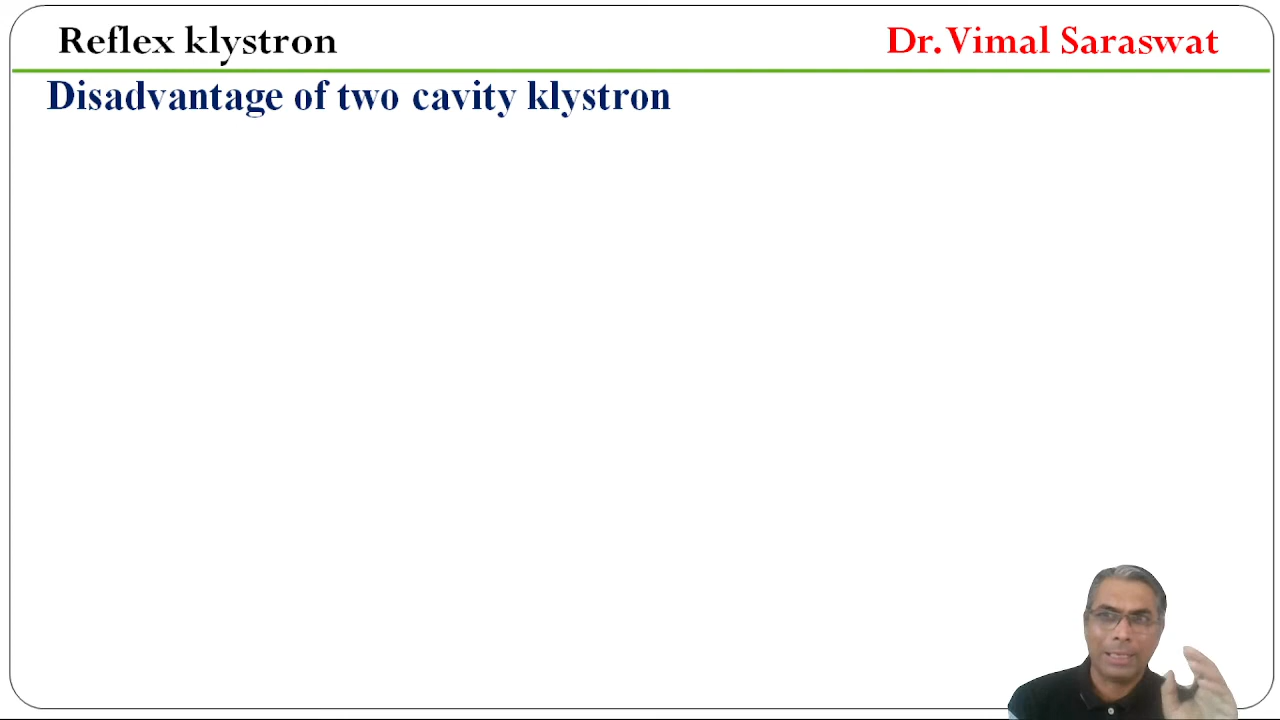 Reflex klystron
Dr. Vimal Saraswat
Disadvantage of two cavity klystron